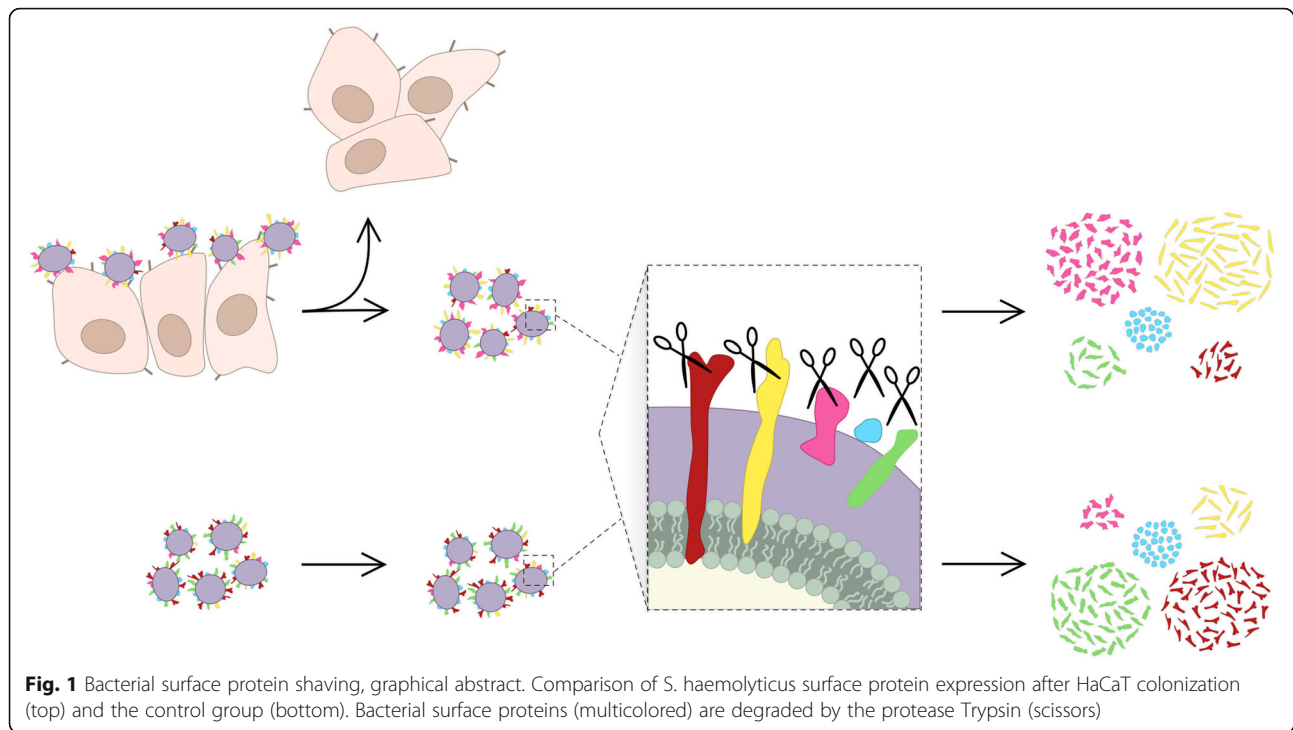 Fig. 1 Bacterial surface protein shaving, graphical abstract. Comparison of S. haemolyticus surface protein expression after HaCaT colonization
(top) and the control group (bottom). Bacterial surface proteins (multicolored) are degraded by the protease Trypsin (scissors)